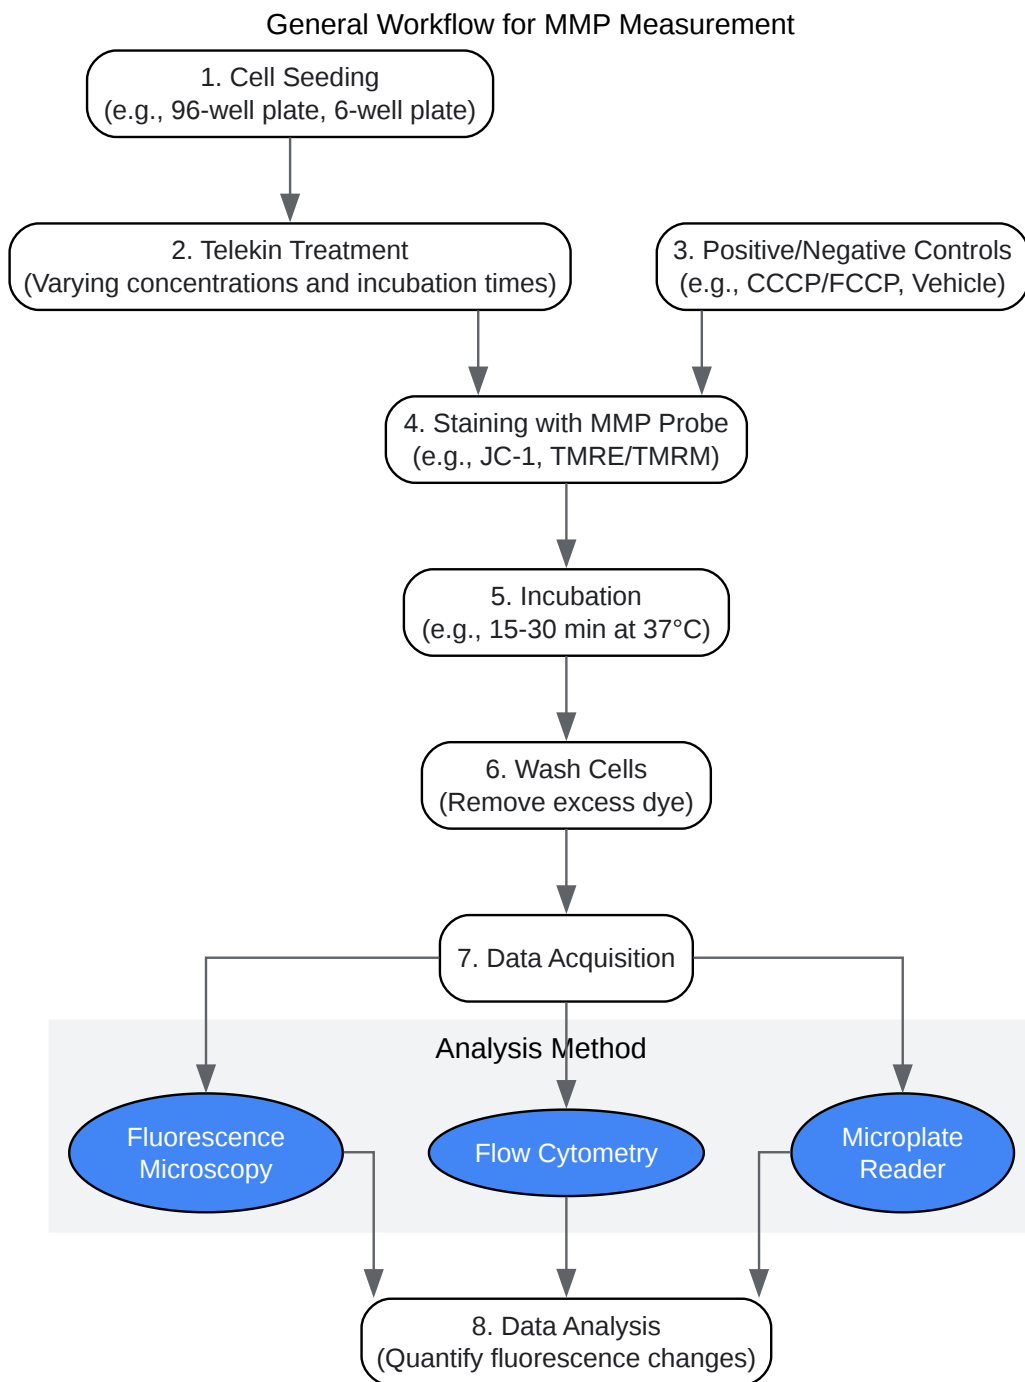 General Workflow for MMP Measurement
1. Cell Seeding
(e.g., 96-well plate, 6-well plate)
2. Telekin Treatment
(Varying concentrations and incubation times)
3. Positive/Negative Controls
(e.g., CCCP/FCCP, Vehicle)
4. Staining with MMP Probe
(e.g., JC-1, TMRE/TMRM)
5. Incubation
(e.g., 15-30 min at 37°C)
6. Wash Cells
(Remove excess dye)
7. Data Acquisition
Analysis Method
Fluorescence
Microscopy
Flow Cytometry
Microplate
Reader
8. Data Analysis
(Quantify fluorescence changes)